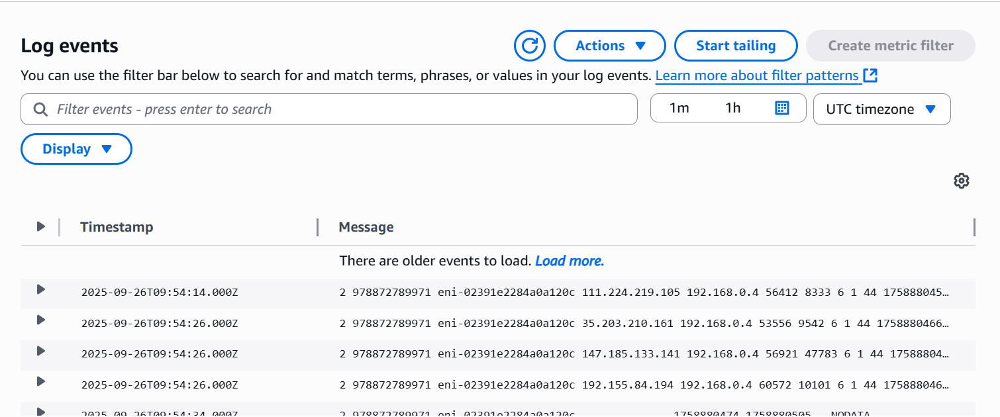 Log events
Actions
Start tailing
Create metric filter
You can use the filter bar below to search for and match terms, phrases, or values in your log events. Learn more about filter patterns
Filter events - press enter to search
1m 1h
UTC timezone
Display
Timestamp Message
There are older events to load. Load more.
2025-09-26T09:54:14.000Z 2 978872789971 eni-02391e2284a0a120c 111.224.219.105 192.168.0.4 56412 8333 6 1 44 175888045…
2025-09-26T09:54:26.000Z 2 978872789971 eni-02391e2284a0a120c 35.203.210.161 192.168.0.4 53556 9542 6 1 44 1758880466…
2025-09-26T09:54:26.000Z 2 978872789971 eni-02391e2284a0a120c 147.185.133.141 192.168.0.4 56921 47783 6 1 44 17588804…
2025-09-26T09:54:26.000Z 2 978872789971 eni-02391e2284a0a120c 192.155.84.194 192.168.0.4 60572 10101 6 1 44 175888046…
2025-09-26T09:54:34.000Z 2 978872789971 eni-02391e2284a0a120c 1758880474 1758880505 NODATA